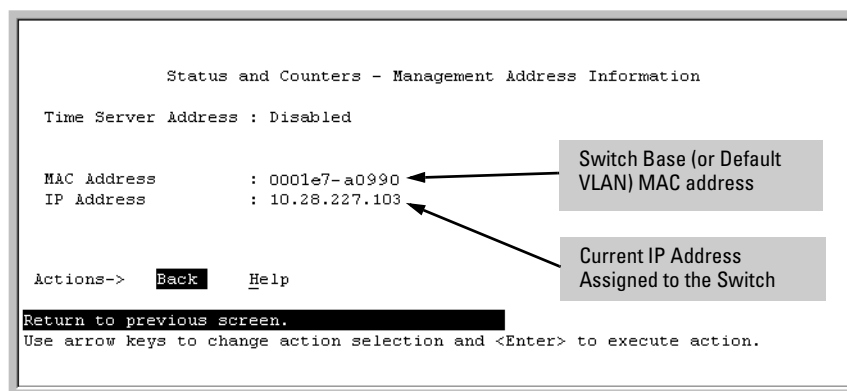 Status and Counters - Management Address Information
Time Server Address : Disabled
MAC Address : 0001e7-a0990
IP Address : 10.28.227.103
Switch Base (or Default
VLAN) MAC address
Current IP Address
Assigned to the Switch
Actions-> Back Help
Return to previous screen.
Use arrow keys to change action selection and <Enter> to execute action.